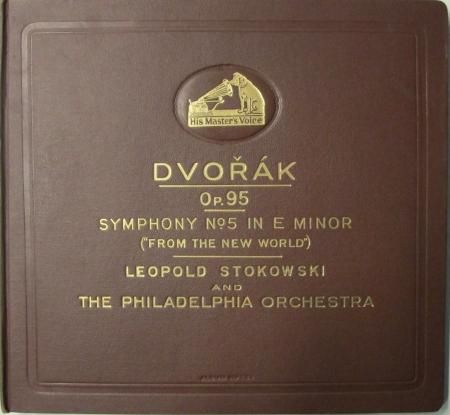 His Master's Voice
DVOŘÁK
OP. 95
SYMPHONY Nº5 IN E MINOR
("FROM THE NEW WORLD")
LEOPOLD STOKOWSKI
AND
THE PHILADELPHIA ORCHESTRA